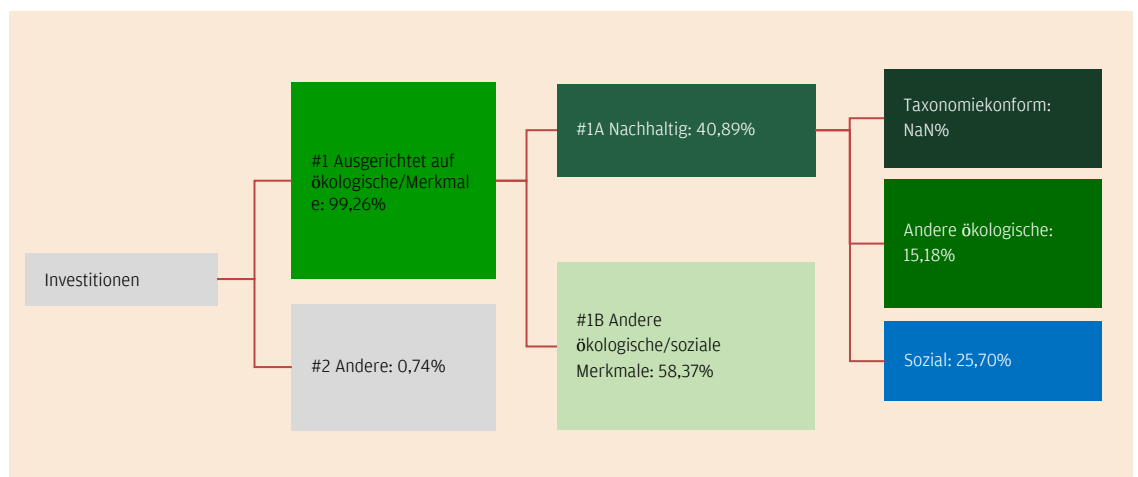 Investitionen
#1 Ausgerichtet auf
ökologische/Merkmal
e: 99,26%
#2 Andere: 0,74%
#1A Nachhaltig: 40,89%
#1B Andere
ökologische/soziale
Merkmale: 58,37%
Taxonomiekonform:
NaN%
Andere ökologische:
15,18%
Sozial: 25,70%